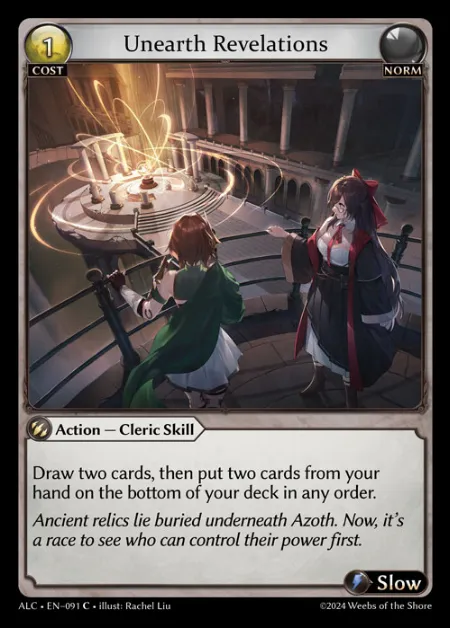 1
Unearth Revelations
COST
NORM
Action — Cleric Skill
Draw two cards, then put two cards from your
hand on the bottom of your deck in any order.
Ancient relics lie buried underneath Azoth. Now, it's
a race to see who can control their power first.
Slow
ALC • EN–091 C • illust: Rachel Liu
©2024 Weebs of the Shore